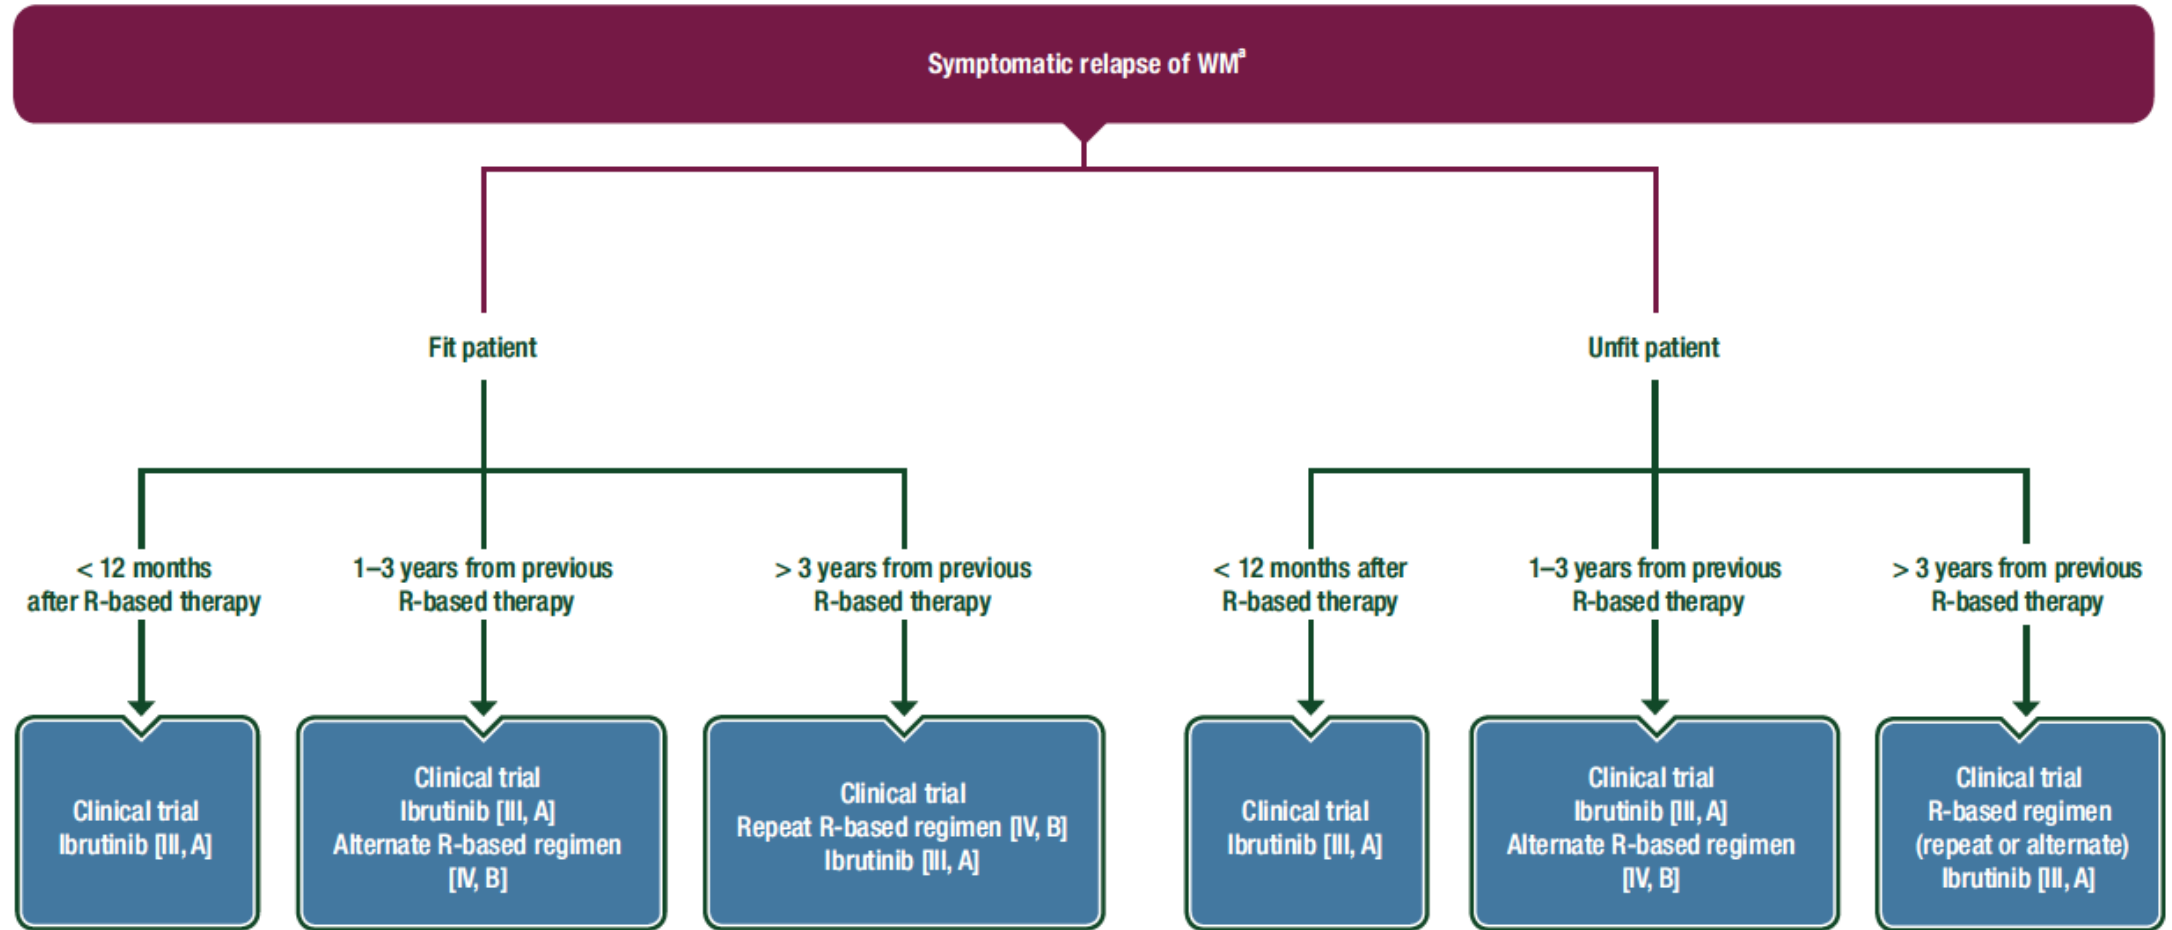 Symptomatic relapse of WMa
Fit patient
Unfit patient
< 12 months
after R-based therapy
1–3 years from previous
R-based therapy
> 3 years from previous
R-based therapy
< 12 months after
R-based therapy
1–3 years from previous
R-based therapy
> 3 years from previous
R-based therapy
Clinical trial
Ibrutinib [III, A]
Clinical trial
Ibrutinib [III, A]
Alternate R-based regimen
[IV, B]
Clinical trial
Repeat R-based regimen [IV, B]
Ibrutinib [III, A]
Clinical trial
Ibrutinib [III, A]
Clinical trial
Ibrutinib [III, A]
Alternate R-based regimen
[IV, B]
Clinical trial
R-based regimen
(repeat or alternate)
Ibrutinib [III, A]